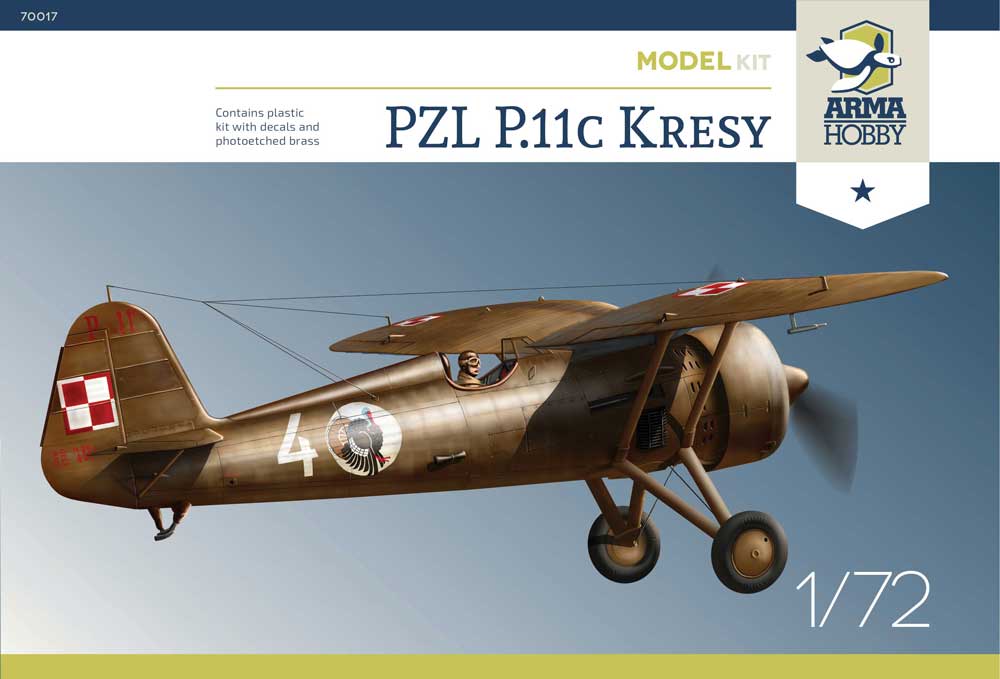 70017
MODEL KIT
Contains plastic
kit with decals and
photoetched brass
PZL P.11c Kresy
ARMA
HOBBY
P. 11
4
1/72